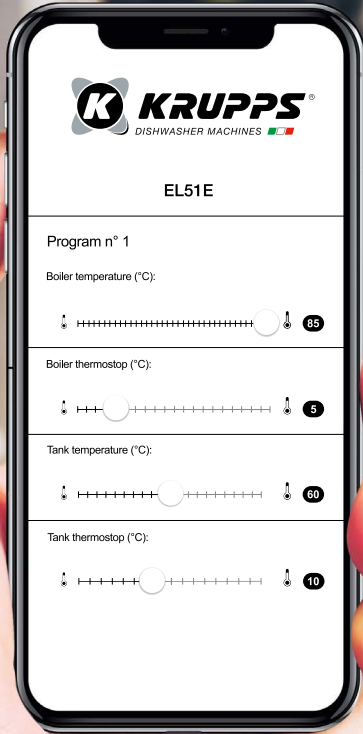 K KRUPPS®
DISHWASHER MACHINES
EL51E
Program n° 1
Boiler temperature (°C):
85
Boiler thermostop (°C):
5
Tank temperature (°C):
60
Tank thermostop (°C):
10